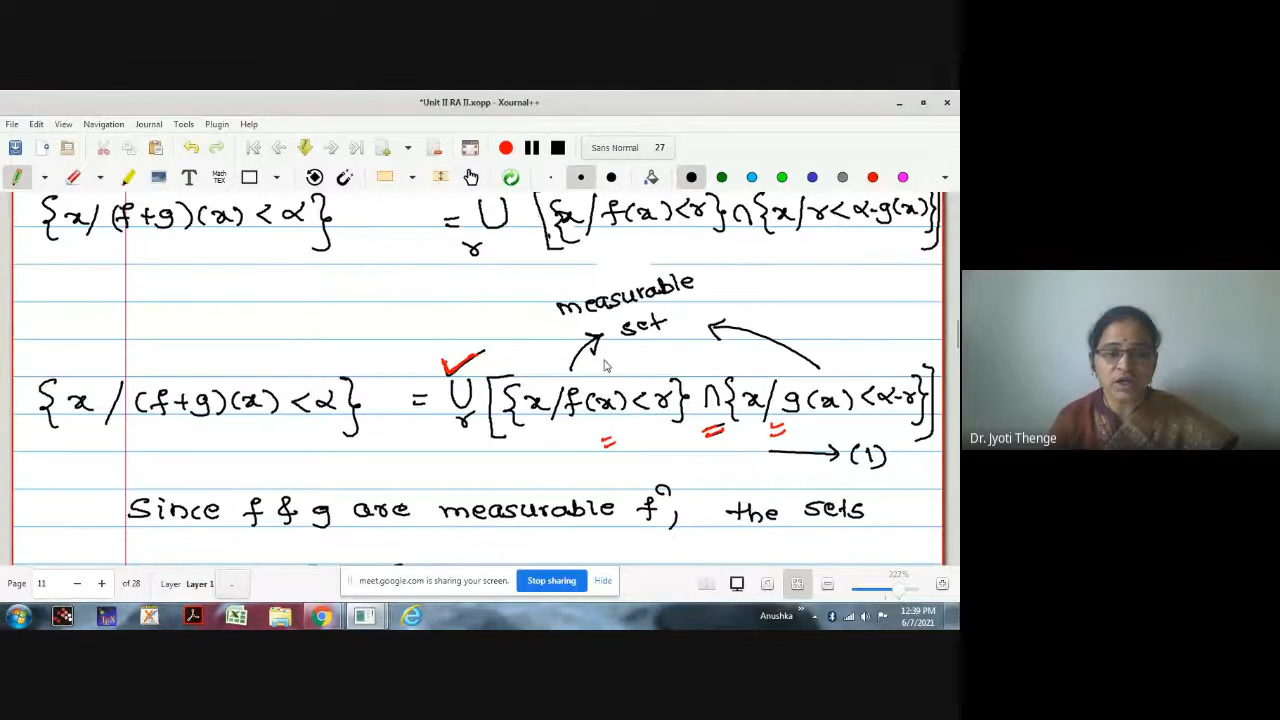 *Unit II RA II.xopp - Xournal++
File Edit View Navigation Journal Tools Plugin Help
Sans Normal 27
{x/(f+g)(x) < α} = ∪_r [{x/f(x)<r} ∩ {x/r<α-g(x)}]
measurable
set
{x / (f+g)(x) < α} = ∪_r [{x/f(x)<r} ∩ {x/g(x)<α-r}]
→ (1)
Since f & g are measurable fⁿ, the sets
Dr. Jyoti Thenge
Page 11 of 28 Layer Layer 1
meet.google.com is sharing your screen. Stop sharing Hide
222%
Anushka
12:39 PM
6/7/2021